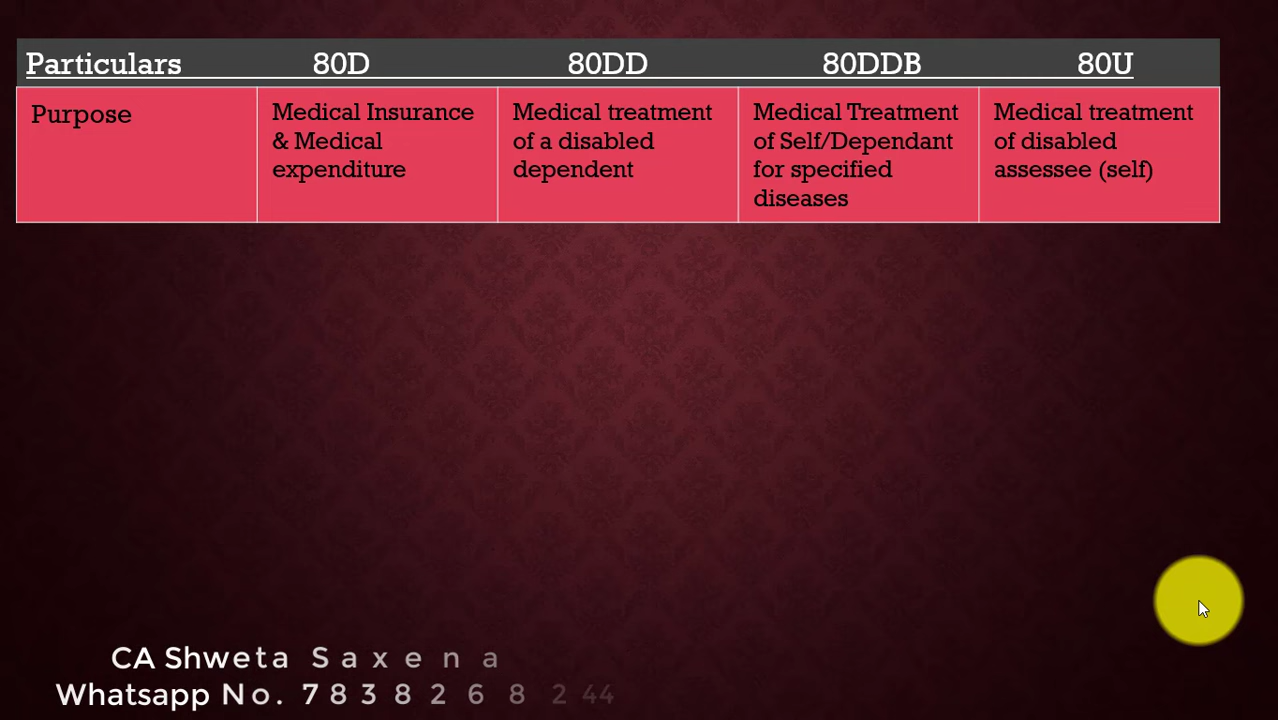 Particulars 80D 80DD 80DDB 80U
Purpose
Medical Insurance
& Medical
expenditure
Medical treatment
of a disabled
dependent
Medical Treatment
of Self/Dependant
for specified
diseases
Medical treatment
of disabled
assessee (self)
CA Shweta Saxena
Whatsapp No. 7838268244